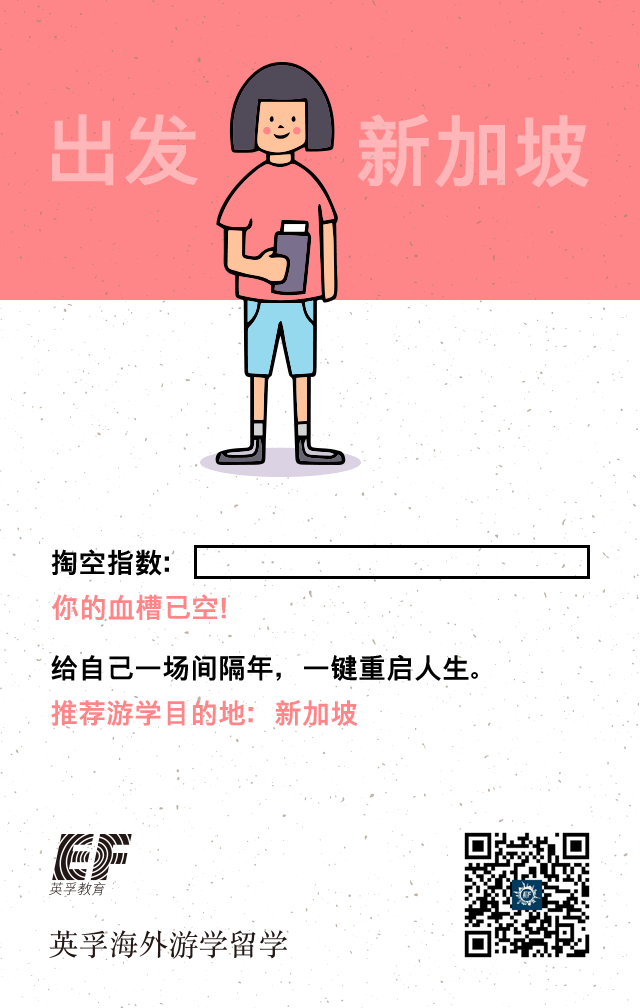 出发 新加坡
掏空指数:
你的血槽已空!
给自己一场间隔年，一键重启人生。
推荐游学目的地: 新加坡
EF
英孚教育
英孚海外游学留学